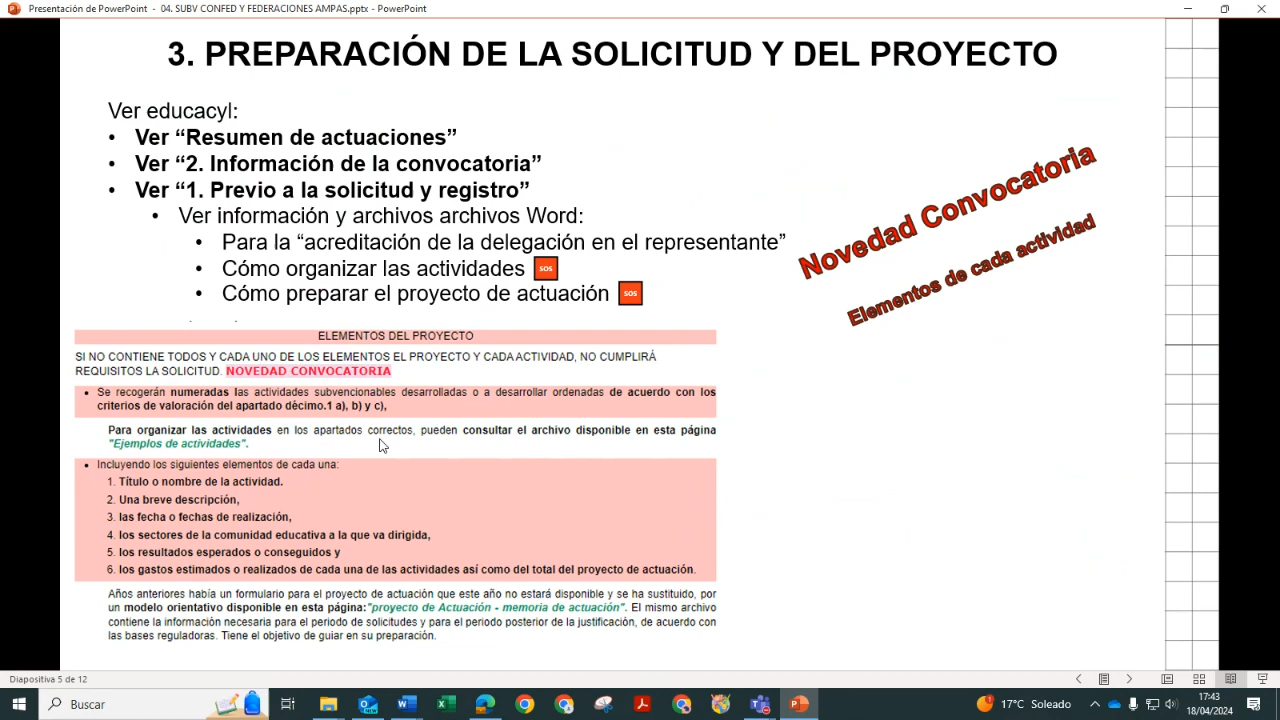 Presentación de PowerPoint - 04. SUBV CONFED Y FEDERACIONES AMPAS.pptx - PowerPoint
3. PREPARACIÓN DE LA SOLICITUD Y DEL PROYECTO
Ver educacyl:
• Ver “Resumen de actuaciones”
• Ver “2. Información de la convocatoria”
• Ver “1. Previo a la solicitud y registro”
• Ver información y archivos archivos Word:
• Para la “acreditación de la delegación en el representante”
• Cómo organizar las actividades SOS
• Cómo preparar el proyecto de actuación SOS
Novedad Convocatoria
Elementos de cada actividad
ELEMENTOS DEL PROYECTO
SI NO CONTIENE TODOS Y CADA UNO DE LOS ELEMENTOS EL PROYECTO Y CADA ACTIVIDAD, NO CUMPLIRÁ
REQUISITOS LA SOLICITUD. NOVEDAD CONVOCATORIA
• Se recogerán numeradas las actividades subvencionables desarrolladas o a desarrollar ordenadas de acuerdo con los
criterios de valoración del apartado décimo.1 a), b) y c),
Para organizar las actividades en los apartados correctos, pueden consultar el archivo disponible en esta página
"Ejemplos de actividades".
• Incluyendo los siguientes elementos de cada una:
1. Título o nombre de la actividad.
2. Una breve descripción,
3. las fecha o fechas de realización,
4. los sectores de la comunidad educativa a la que va dirigida,
5. los resultados esperados o conseguidos y
6. los gastos estimados o realizados de cada una de las actividades así como del total del proyecto de actuación.
Años anteriores había un formulario para el proyecto de actuación que este año no estará disponible y se ha sustituido, por
un modelo orientativo disponible en esta página:"proyecto de Actuación - memoria de actuación". El mismo archivo
contiene la información necesaria para el periodo de solicitudes y para el periodo posterior de la justificación, de acuerdo con
las bases reguladoras. Tiene el objetivo de guiar en su preparación.
Diapositiva 5 de 12
Buscar
17°C Soleado
17:43
18/04/2024